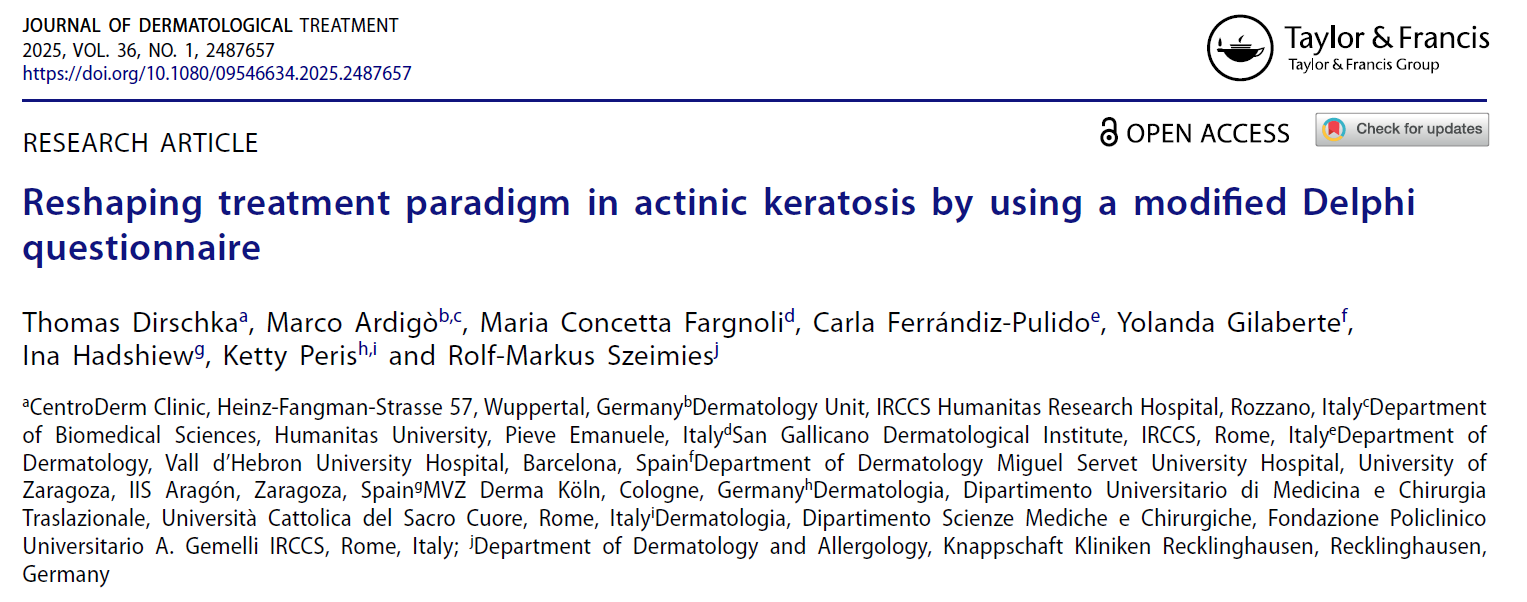 JOURNAL OF DERMATOLOGICAL TREATMENT
2025, VOL. 36, NO. 1, 2487657
https://doi.org/10.1080/09546634.2025.2487657
Taylor & Francis
Taylor & Francis Group
RESEARCH ARTICLE
OPEN ACCESS
Check for updates
Reshaping treatment paradigm in actinic keratosis by using a modified Delphi
questionnaire
Thomas Dirschkaa, Marco Ardigòb,c, Maria Concetta Fargnolid, Carla Ferrándiz-Pulidoe, Yolanda Gilabertef,
Ina Hadshiewg, Ketty Perish,i and Rolf-Markus Szeimiesj
aCentroDerm Clinic, Heinz-Fangman-Strasse 57, Wuppertal, GermanybDermatology Unit, IRCCS Humanitas Research Hospital, Rozzano, ItalycDepartment
of Biomedical Sciences, Humanitas University, Pieve Emanuele, ItalydSan Gallicano Dermatological Institute, IRCCS, Rome, ItalyeDepartment of
Dermatology, Vall d’Hebron University Hospital, Barcelona, SpainfDepartment of Dermatology Miguel Servet University Hospital, University of
Zaragoza, IIS Aragón, Zaragoza, SpaingMVZ Derma Köln, Cologne, GermanyhDermatologia, Dipartimento Universitario di Medicina e Chirurgia
Traslazionale, Università Cattolica del Sacro Cuore, Rome, ItalyiDermatologia, Dipartimento Scienze Mediche e Chirurgiche, Fondazione Policlinico
Universitario A. Gemelli IRCCS, Rome, Italy; jDepartment of Dermatology and Allergology, Knappschaft Kliniken Recklinghausen, Recklinghausen,
Germany